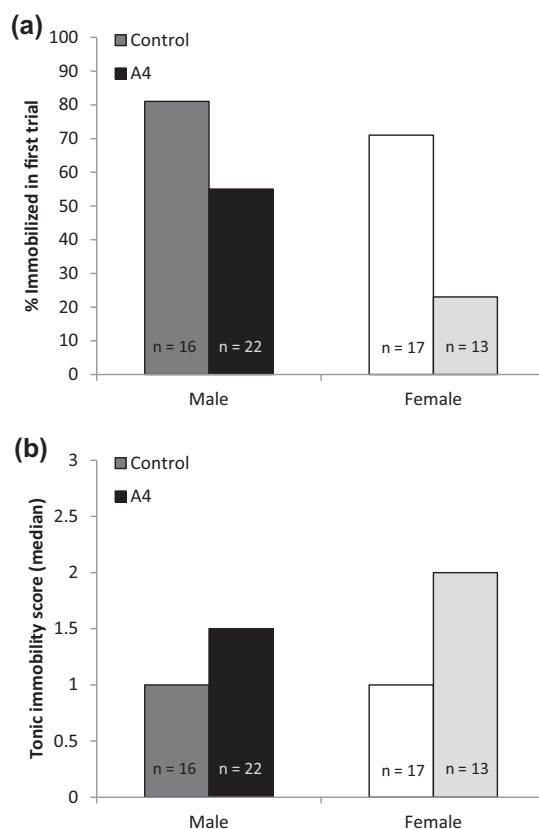 (a)
% Immobilized in first trial
100
90
80
70
60
50
40
30
20
10
0
Control
A4
n = 16
n = 22
n = 17
n = 13
Male
Female
(b)
Tonic immobility score (median)
3
2.5
2
1.5
1
0.5
0
Control
A4
n = 16
n = 22
n = 17
n = 13
Male
Female